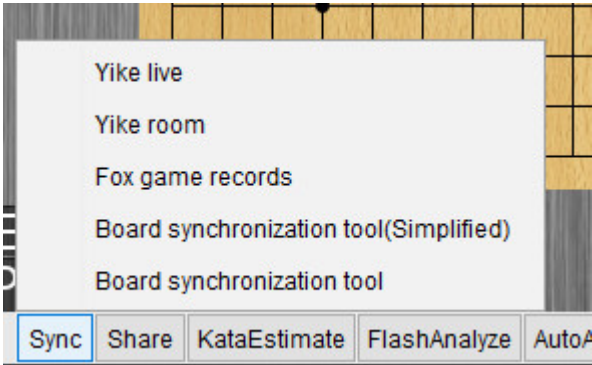 Yike live
Yike room
Fox game records
Board synchronization tool(Simplified)
Board synchronization tool
Sync Share KataEstimate FlashAnalyze